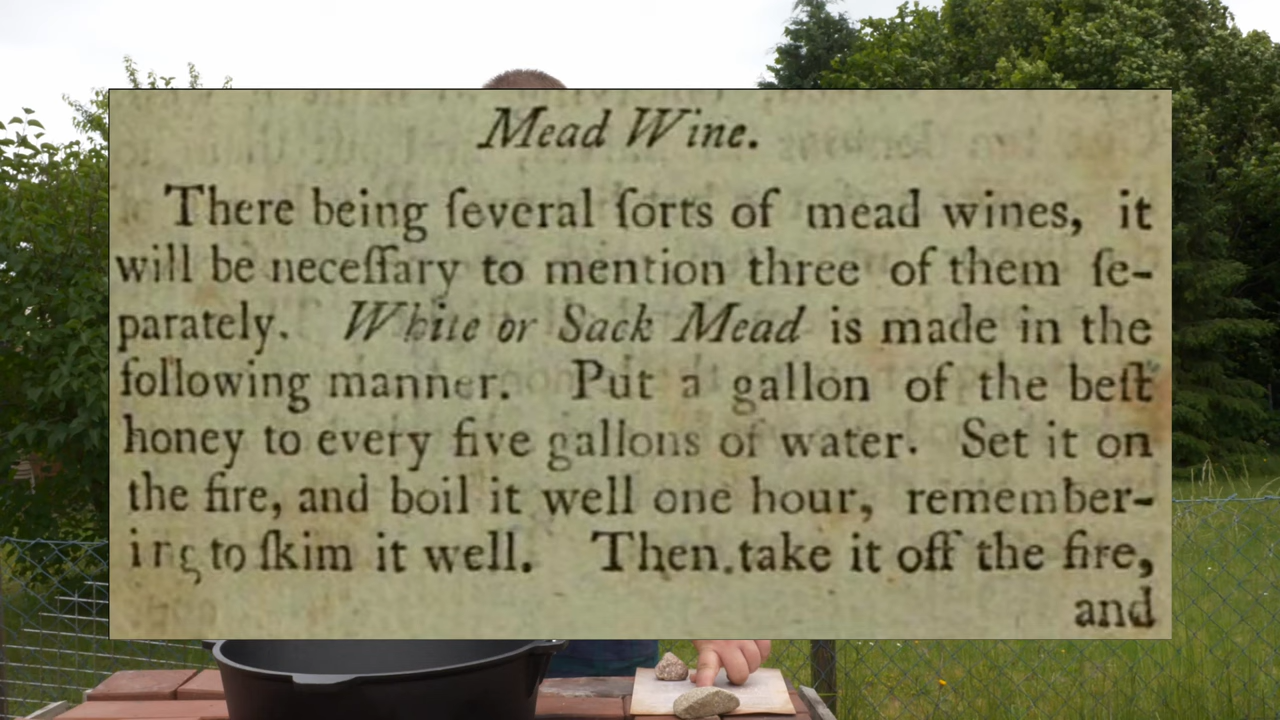 Mead Wine.
There being ſeveral ſorts of mead wines, it
will be neceſſary to mention three of them ſe-
parately. White or Sack Mead is made in the
following manner. Put a gallon of the beſt
honey to every five gallons of water. Set it on
the fire, and boil it well one hour, remember-
ing to ſkim it well. Then take it off the fire,
and